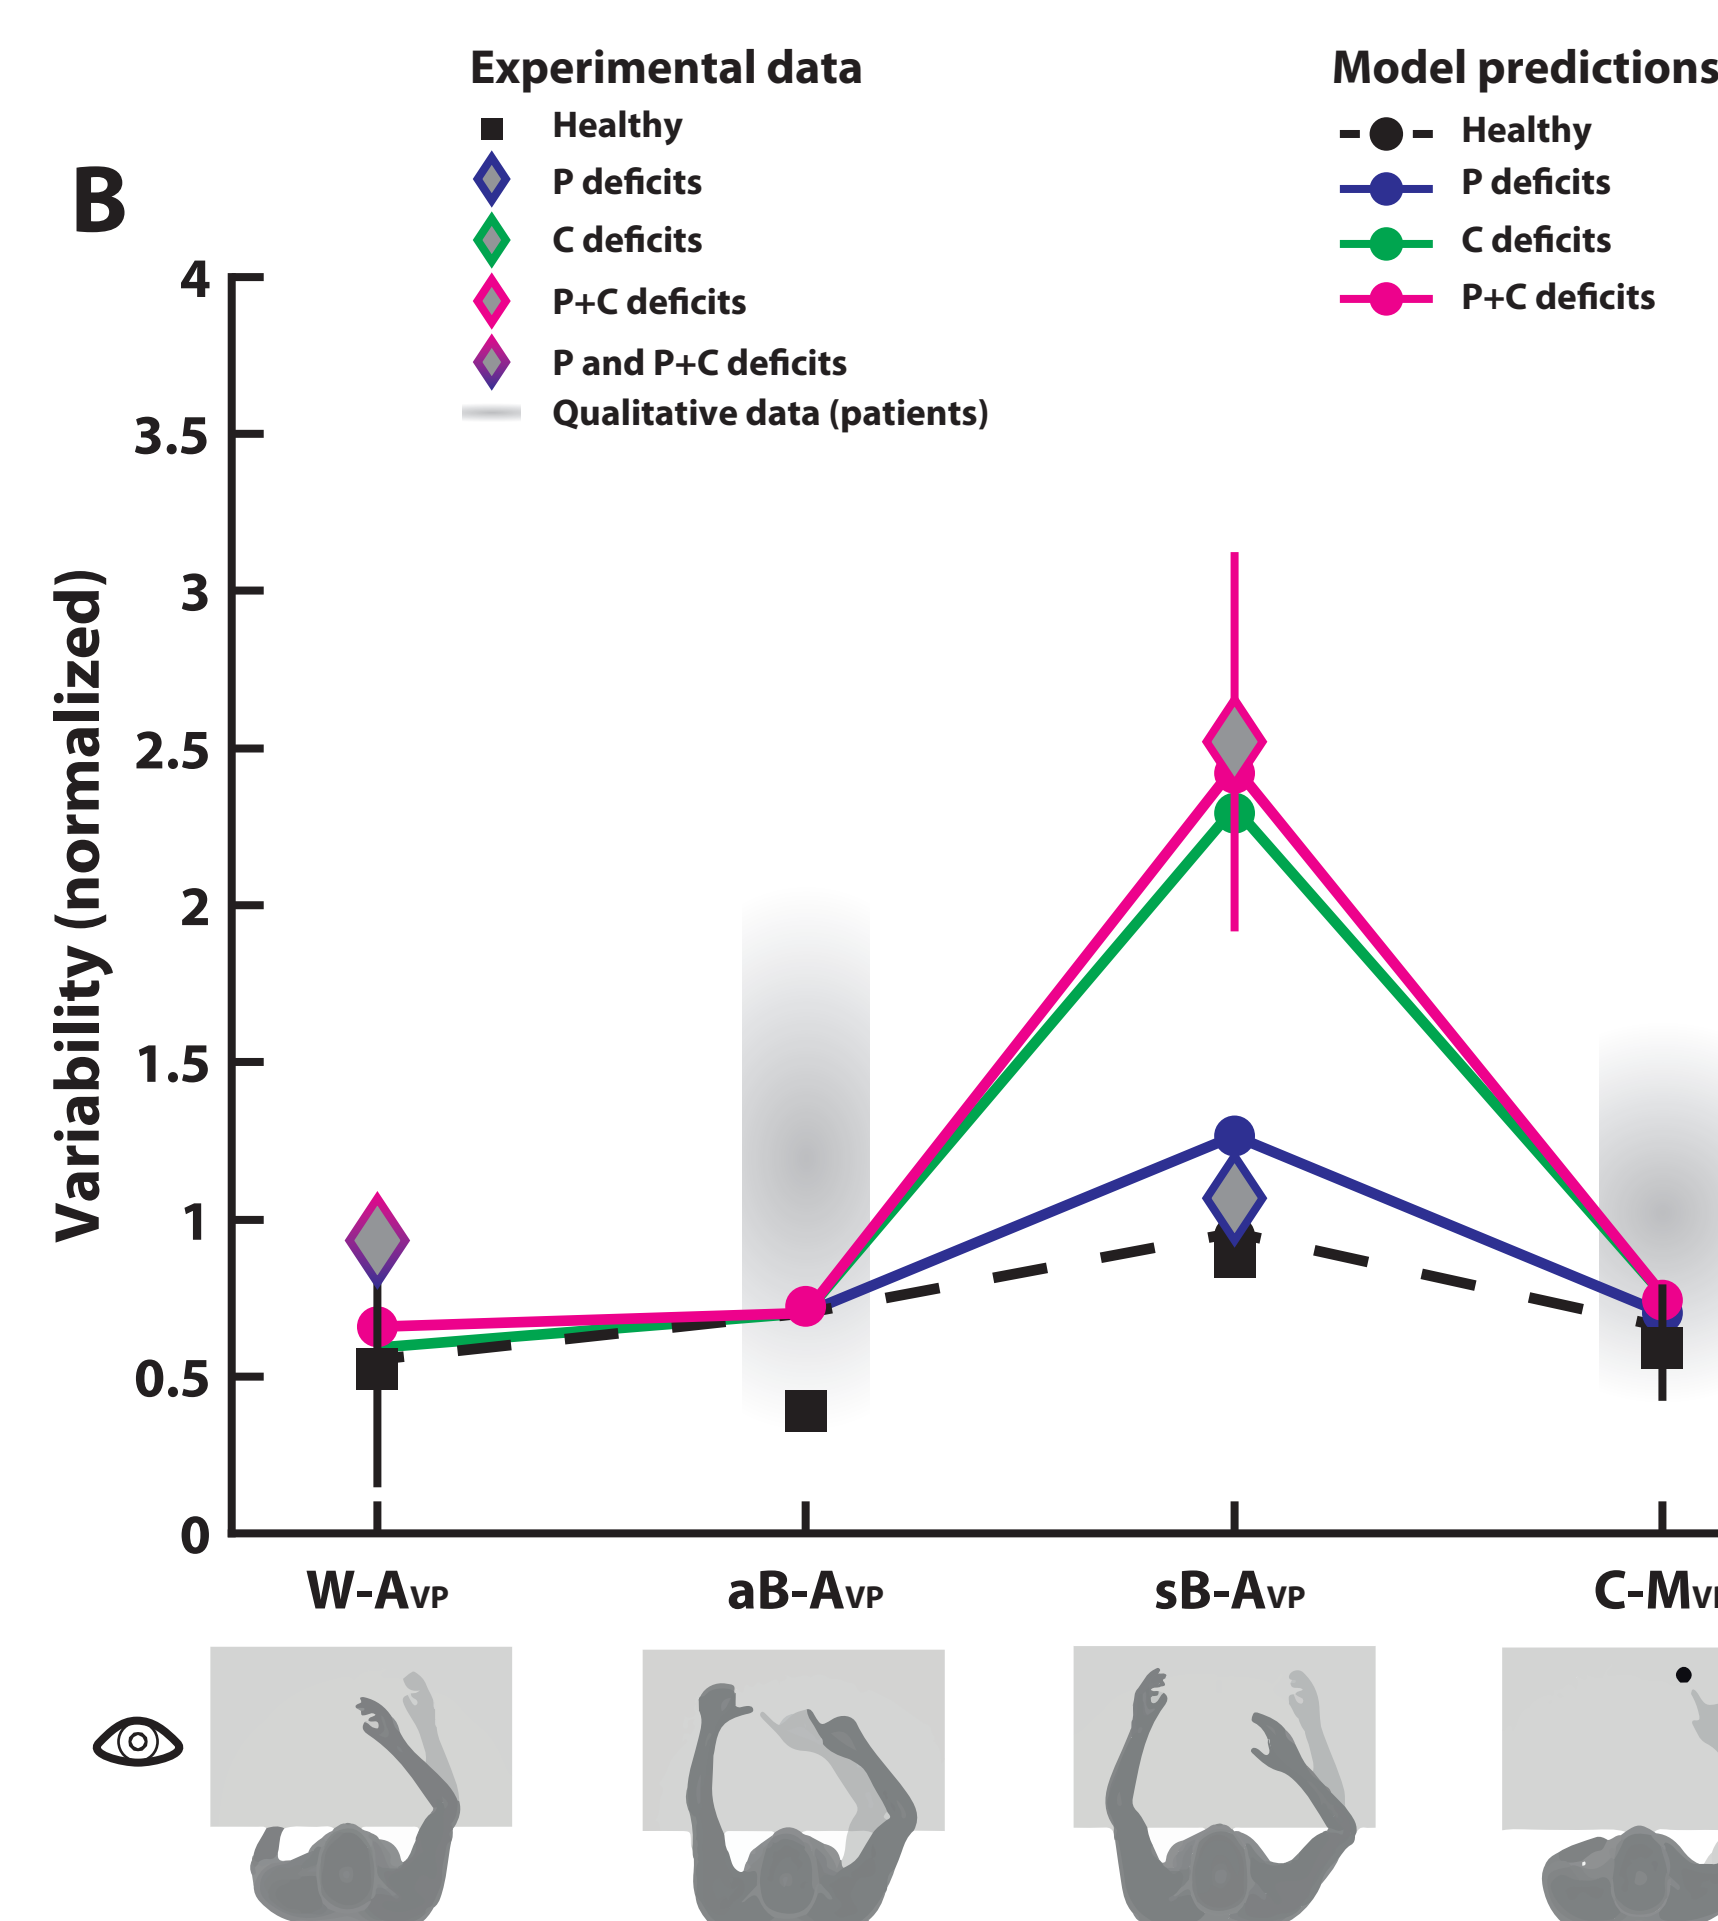 B
Experimental data
Healthy
P deficits
C deficits
P+C deficits
P and P+C deficits
Qualitative data (patients)
Model predictions
Healthy
P deficits
C deficits
P+C deficits
Variability (normalized)
4
3.5
3
2.5
2
1.5
1
0.5
0
W-AVP
aB-AVP
sB-AVP
C-MV